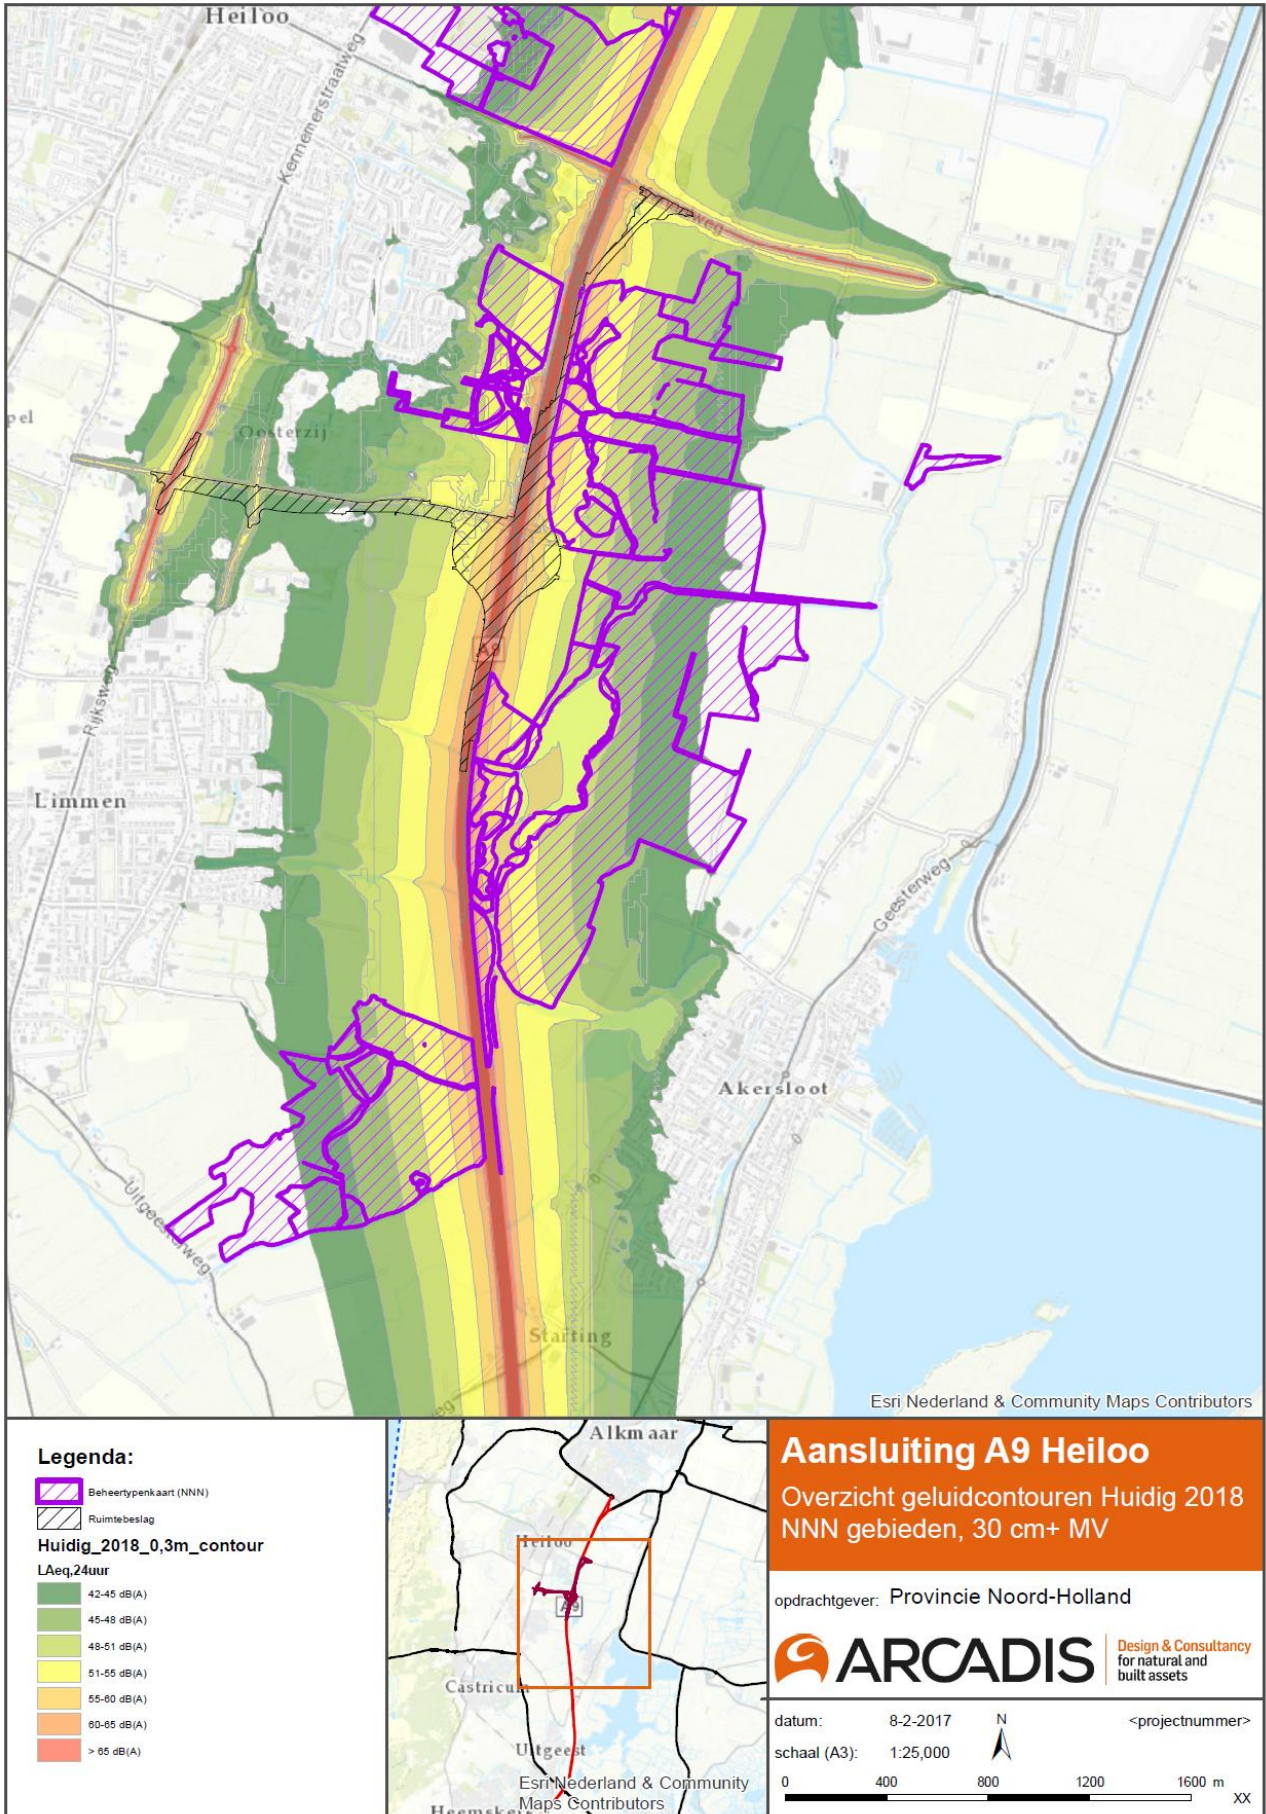 Heiloo
Kennemerstraatweg
weg
pel
Oosterzij
A9
Rijksweg
Limmen
Geesterweg
Akersloot
Uitgeesterweg
Starting
weg
Esri Nederland & Community Maps Contributors
Legenda:
Beheertypenkaart (NNN)
Ruimtebeslag
Huidig_2018_0,3m_contour
LAeq,24uur
42-45 dB(A)
45-48 dB(A)
48-51 dB(A)
51-55 dB(A)
55-60 dB(A)
60-65 dB(A)
> 65 dB(A)
Alkmaar
Heiloo
A9
Castricum
Uitgeest
Esri Nederland & Community
Maps Contributors
Heemskerk
Aansluiting A9 Heiloo
Overzicht geluidcontouren Huidig 2018
NNN gebieden, 30 cm+ MV
opdrachtgever: Provincie Noord-Holland
ARCADIS
Design & Consultancy
for natural and
built assets
datum: 8-2-2017 N <projectnummer>
schaal (A3): 1:25,000
0 400 800 1200 1600 m
XX